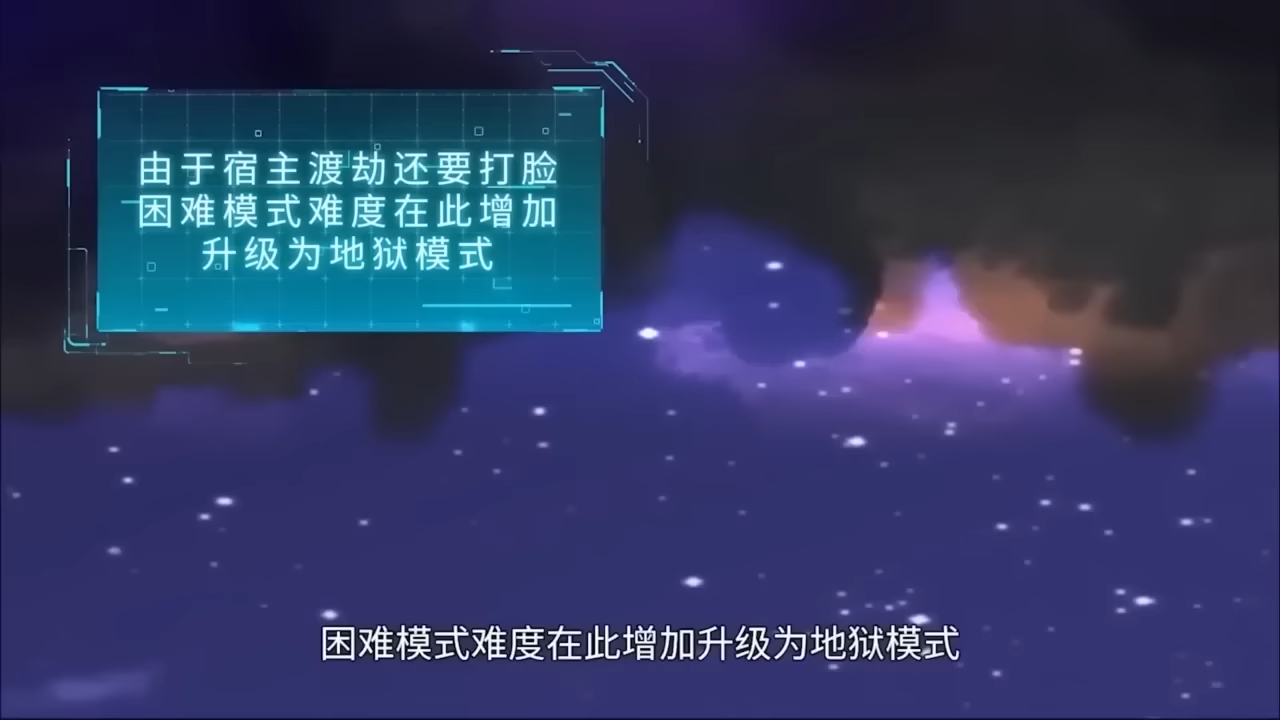 由于宿主渡劫还要打脸
困难模式难度在此增加
升级为地狱模式
困难模式难度在此增加升级为地狱模式